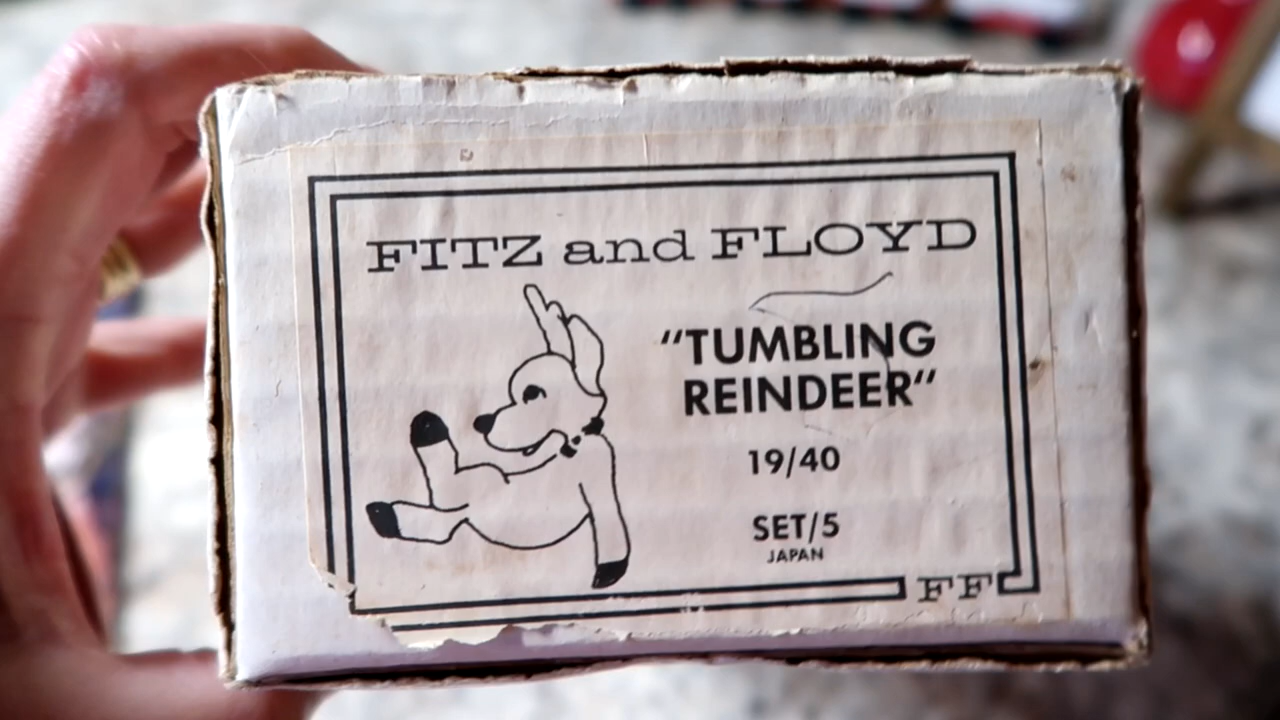 FITZ and FLOYD
"TUMBLING
REINDEER"
19/40
SET/5
JAPAN
FF